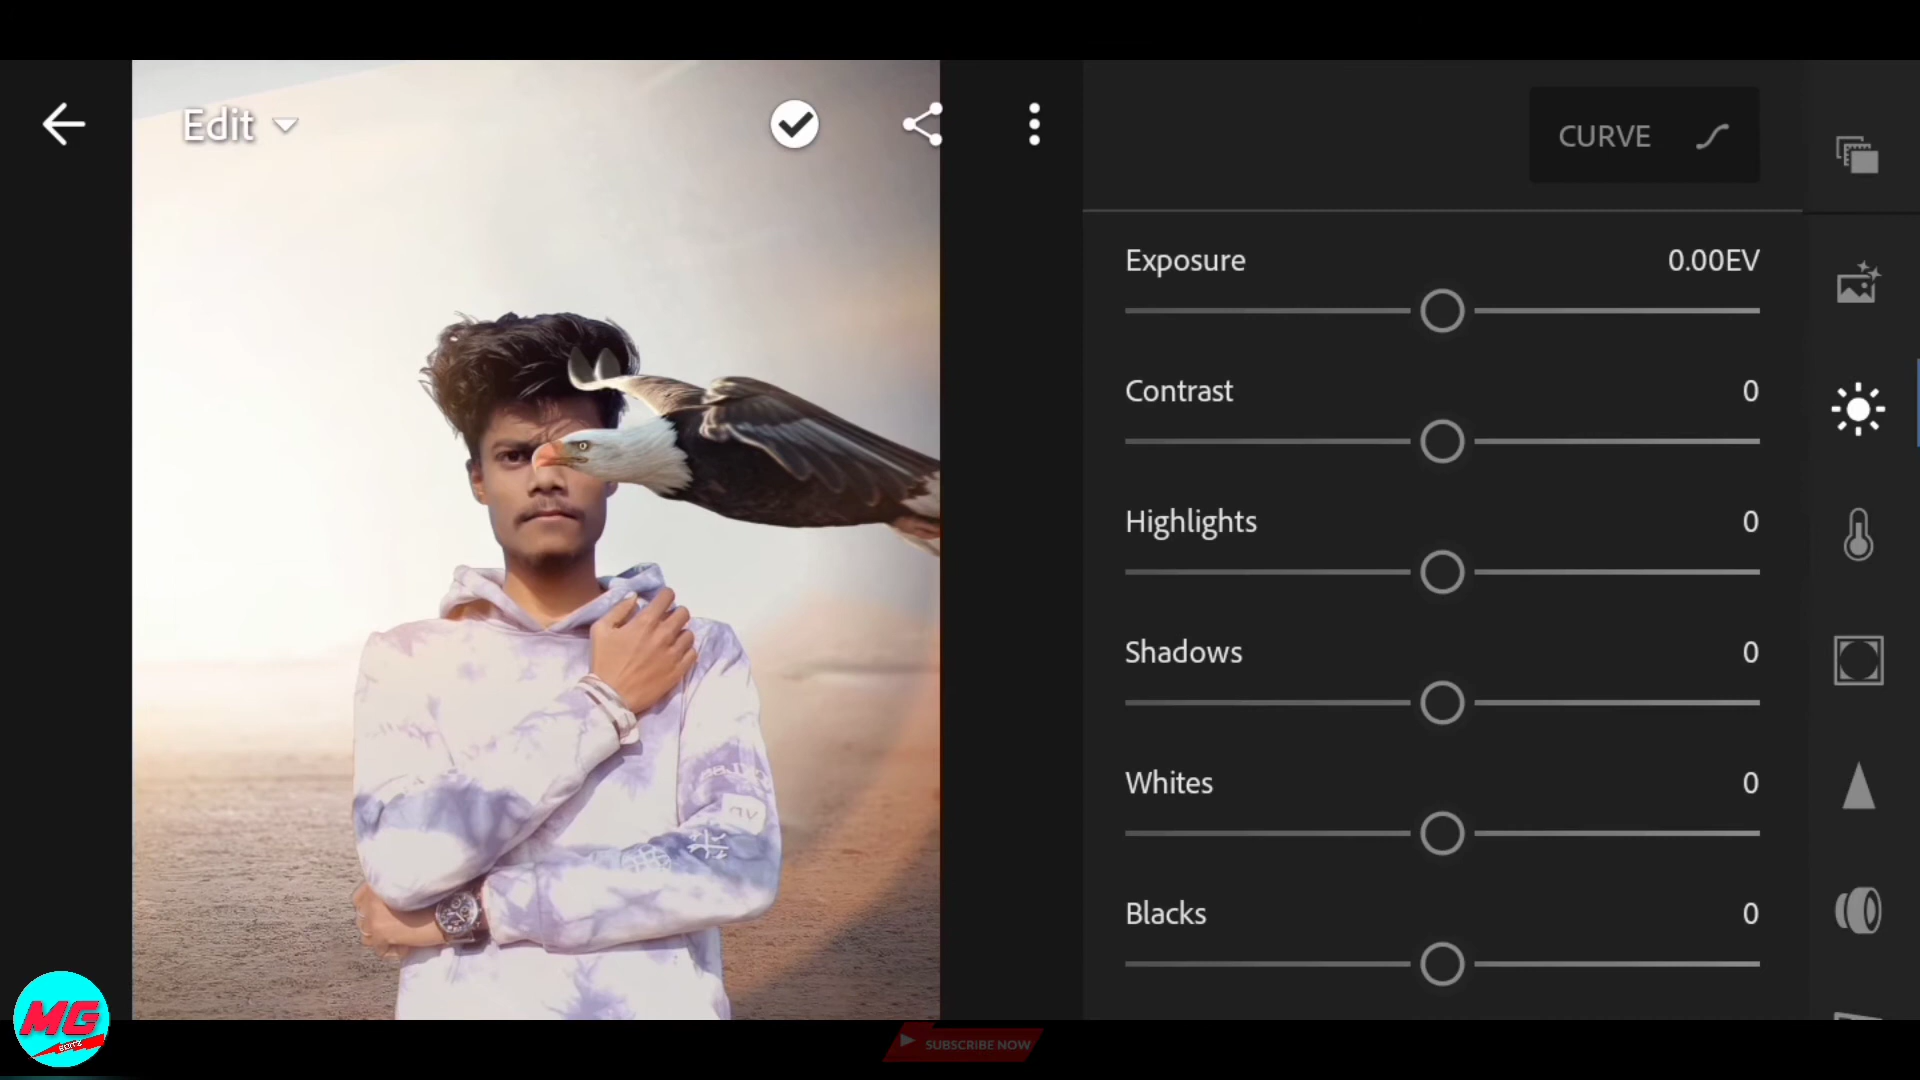 Edit
CURVE
Exposure 0.00EV
Contrast 0
Highlights 0
Shadows 0
Whites 0
Blacks 0
MG
SUBSCRIBE NOW